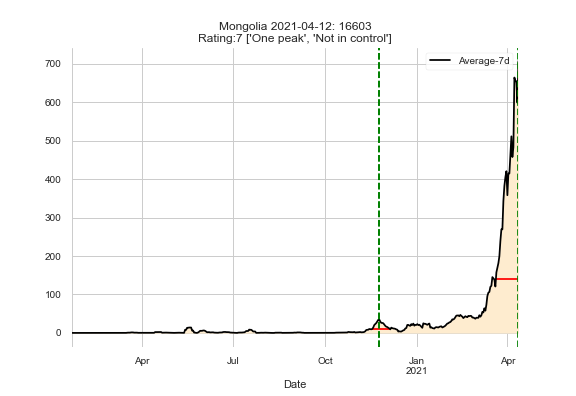 Mongolia 2021-04-12: 16603
Rating:7 ['One peak', 'Not in control']
Average-7d
700
600
500
400
300
200
100
0
Apr
Jul
Oct
Jan
2021
Apr
Date